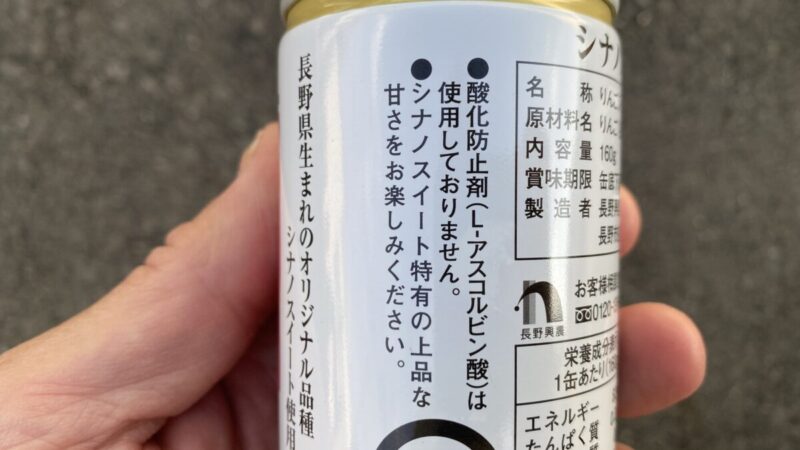 長野県生まれのオリジナル品種
シナノスイート使用
●酸化防止剤(L-アスコルビン酸)は
使用しておりません。
●シナノスイート特有の上品な
甘さをお楽しみください。
シナノ
名称 りんご
原材料名 りんご
内容量 160g
賞味期限 缶底
製造者 長野
長野
長野興農
お客様相談
0120-
栄養成分
1缶あたり(16
エネルギー
たんぱく質